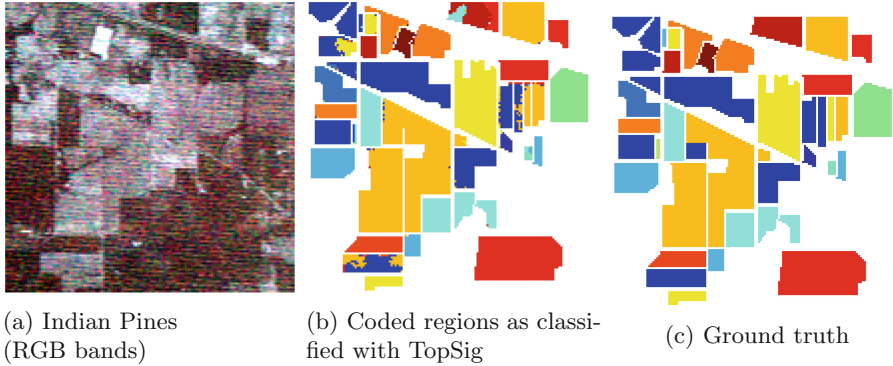 (a) Indian Pines
(RGB bands)
(b) Coded regions as classi-
fied with TopSig
(c) Ground truth